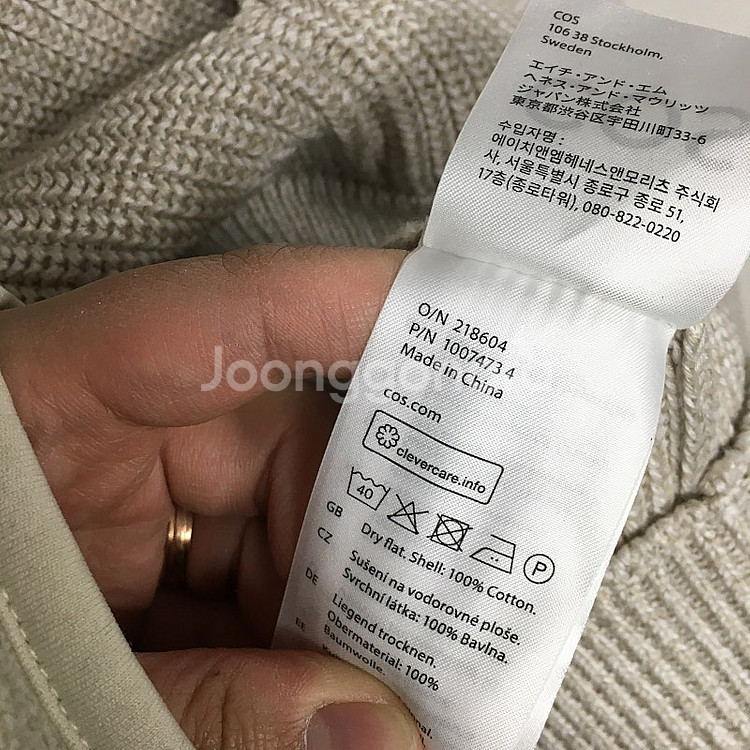 COS
106 38 Stockholm,
Sweden
エイチ・アンド・エム
ヘネス・アンド・マウリッツ
ジャパン株式会社
東京都渋谷区宇田川町33-6
수입자명 :
에이치앤엠헤네스앤모리츠 주식회
사, 서울특별시 종로구 종로 51,
17층(종로타워), 080-822-0220
O/N 218604
P/N 1007473 4
Made in China
cos.com
clevercare.info
40
P
GB Dry flat. Shell: 100% Cotton.
CZ Sušení na vodorovné ploše.
Svrchní látka: 100% Bavlna.
DE Liegend trocknen.
Obermaterial: 100%
Baumwolle.
EE